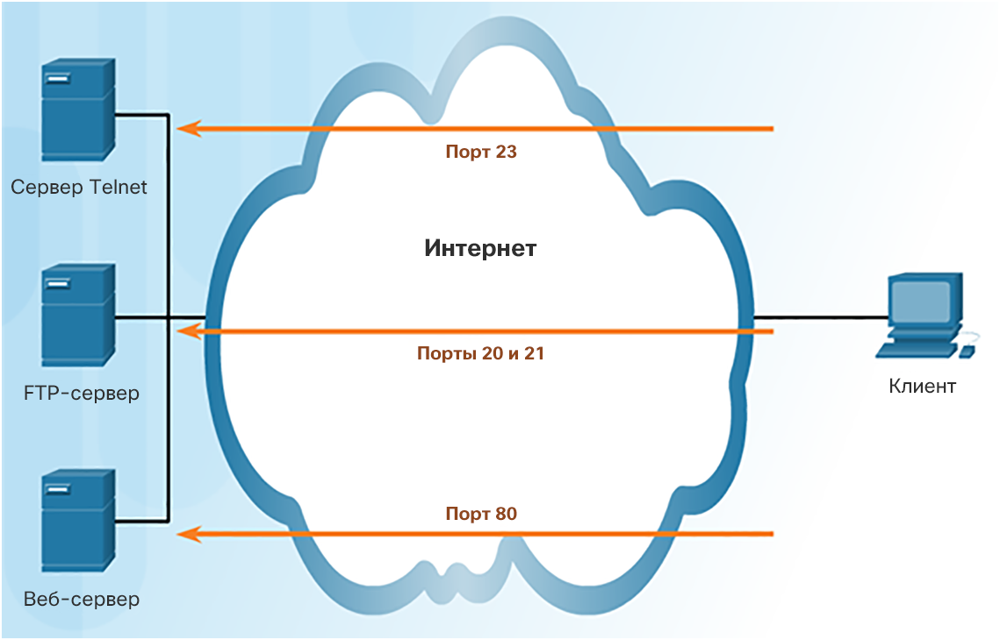 Порт 23
Сервер Telnet
Интернет
Порты 20 и 21
Клиент
FTP-сервер
Порт 80
Веб-сервер